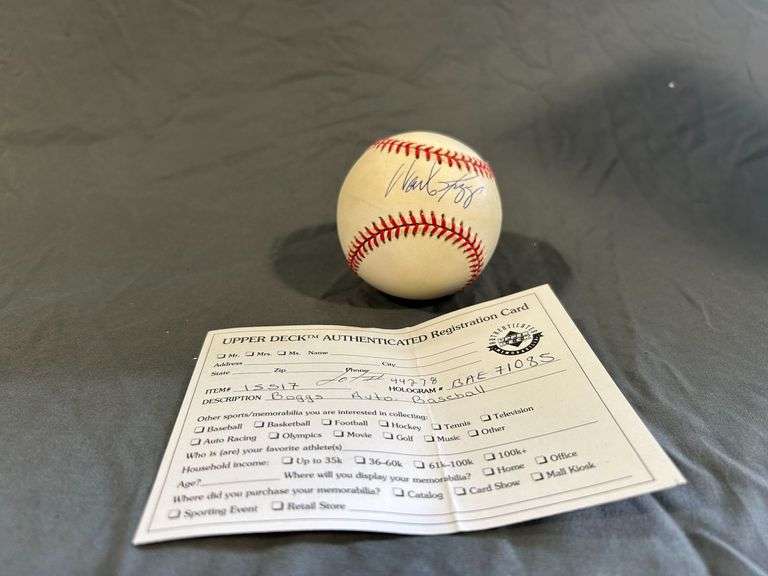 Wade Boggs
UPPER DECK™ AUTHENTICATED Registration Card
AUTHENTICATED MEMORABILIA
❏ Mr. ❏ Mrs. ❏ Ms. Name
Address City
State Zip Phone
ITEM# 15517 Lot# 44278 HOLOGRAM # BAE 71085
DESCRIPTION Boggs Auto. Baseball
Other sports/memorabilia you are interested in collecting:
❏ Baseball ❏ Basketball ❏ Football ❏ Hockey ❏ Tennis ❏ Television
❏ Auto Racing ❏ Olympics ❏ Movie ❏ Golf ❏ Music ❏ Other
Who is (are) your favorite athlete(s)
Household income: ❏ Up to 35k ❏ 36-60k ❏ 61k-100k ❏ 100k+
Age? Where will you display your memorabilia? ❏ Home ❏ Office
Where did you purchase your memorabilia? ❏ Catalog ❏ Card Show ❏ Mall Kiosk
❏ Sporting Event ❏ Retail Store